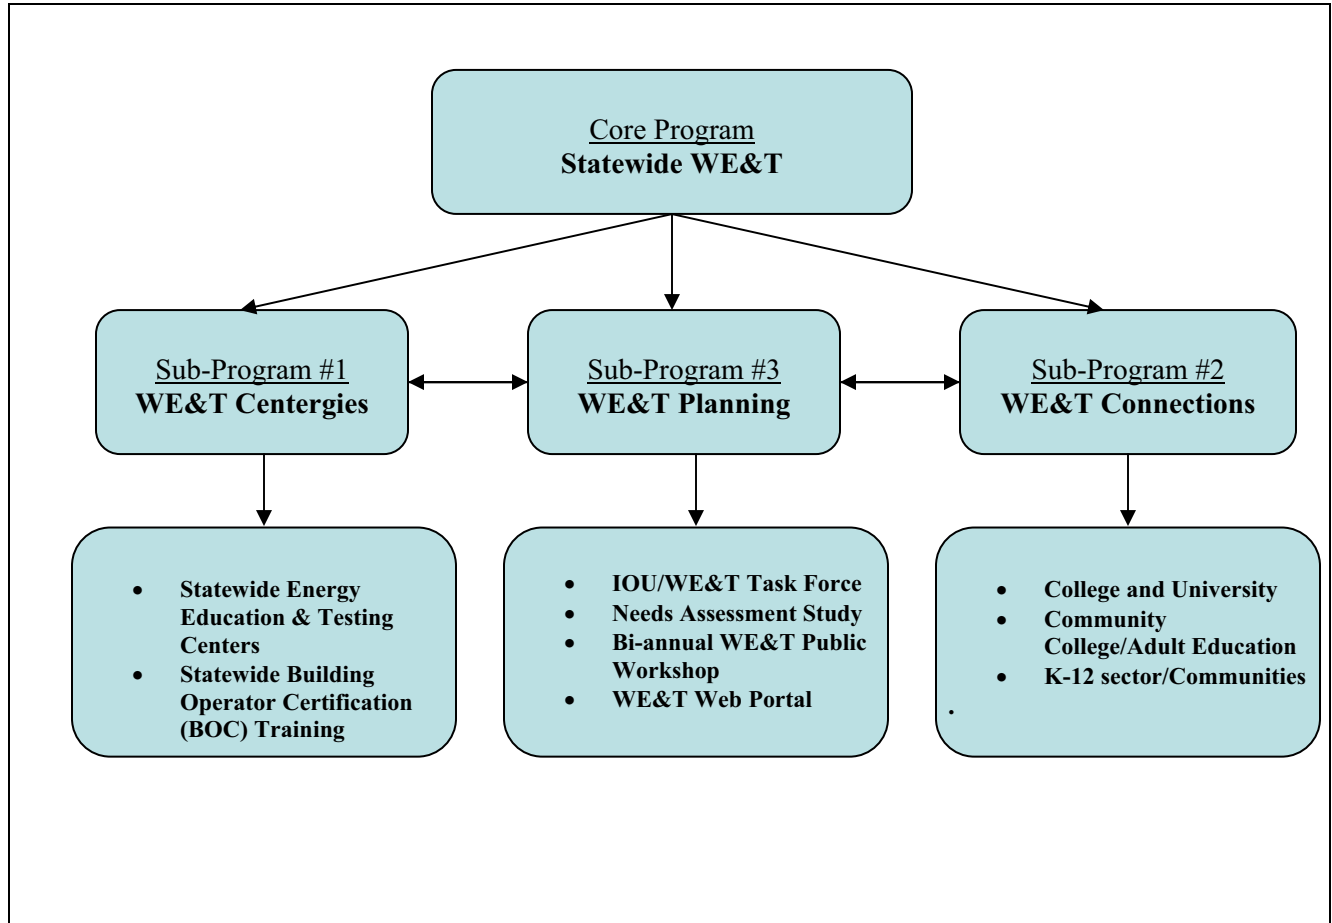 Core Program
Statewide WE&T
Sub-Program #1
WE&T Centergies
Sub-Program #3
WE&T Planning
Sub-Program #2
WE&T Connections
• Statewide Energy
Education & Testing
Centers
• Statewide Building
Operator Certification
(BOC) Training
• IOU/WE&T Task Force
• Needs Assessment Study
• Bi-annual WE&T Public
Workshop
• WE&T Web Portal
• College and University
• Community
College/Adult Education
• K-12 sector/Communities
.